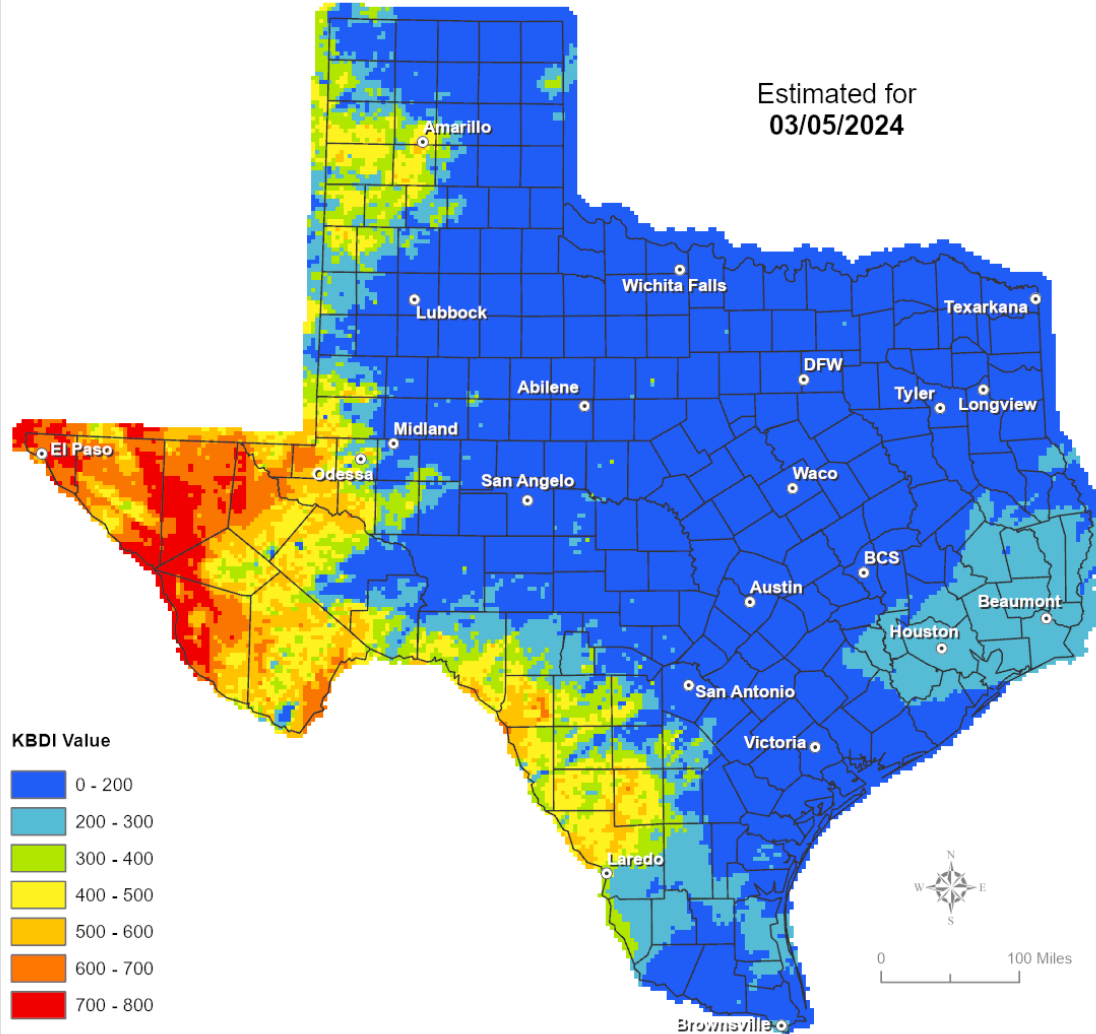 Estimated for
03/05/2024
Amarillo
Wichita Falls
Lubbock
Texarkana
DFW
Abilene
Tyler
Longview
Midland
El Paso
Odessa
San Angelo
Waco
BCS
Austin
Beaumont
Houston
San Antonio
Victoria
Laredo
Brownsville
KBDI Value
0 - 200
200 - 300
300 - 400
400 - 500
500 - 600
600 - 700
700 - 800
N
W E
S
0 100 Miles